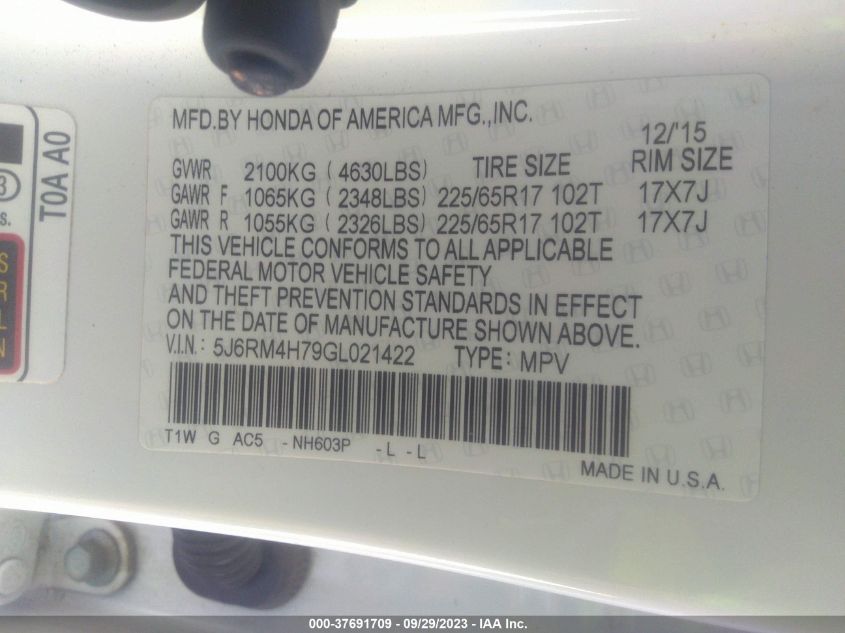 MFD.BY HONDA OF AMERICA MFG.,INC.
12/'15
GVWR 2100KG ( 4630LBS) TIRE SIZE RIM SIZE
GAWR F 1065KG ( 2348LBS) 225/65R17 102T 17X7J
GAWR R 1055KG ( 2326LBS) 225/65R17 102T 17X7J
THIS VEHICLE CONFORMS TO ALL APPLICABLE
FEDERAL MOTOR VEHICLE SAFETY
AND THEFT PREVENTION STANDARDS IN EFFECT
ON THE DATE OF MANUFACTURE SHOWN ABOVE.
V.I.N: 5J6RM4H79GL021422 TYPE: MPV
T1W G AC5 - NH603P - L - L
MADE IN U.S.A.
T0A A0
3
s.
S
R
L
N
000-37691709 - 09/29/2023 - IAA Inc.